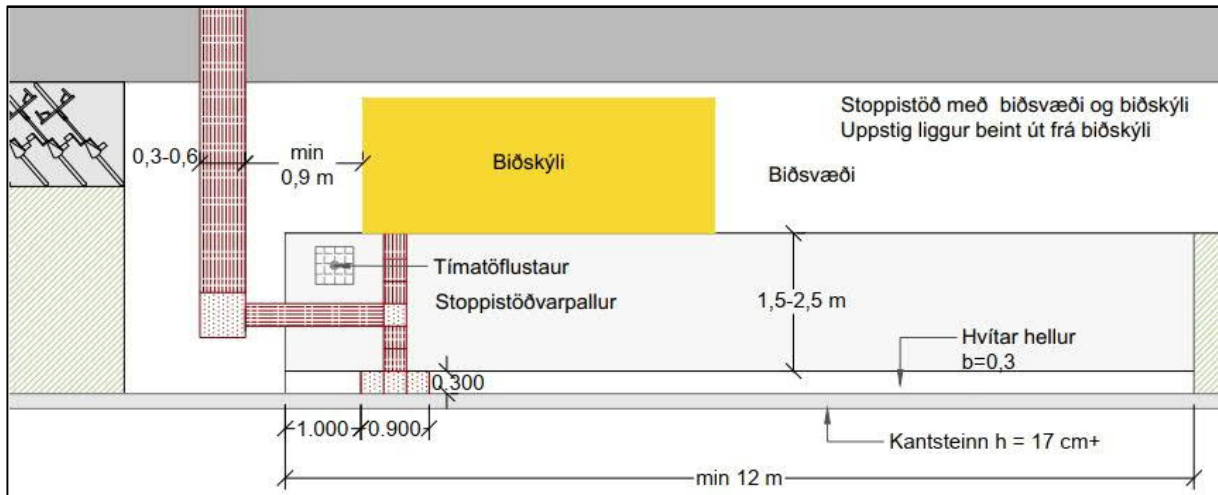 Stoppistöð með biðsvæði og biðskýli
Uppstig liggur beint út frá biðskýli
0,3-0,6
min
0,9 m
Biðskýli
Biðsvæði
Tímatöflustaur
Stoppistöðvarpallur
1,5-2,5 m
Hvítar hellur
b=0,3
0.300
1.000
0.900
Kantsteinn h = 17 cm+
min 12 m